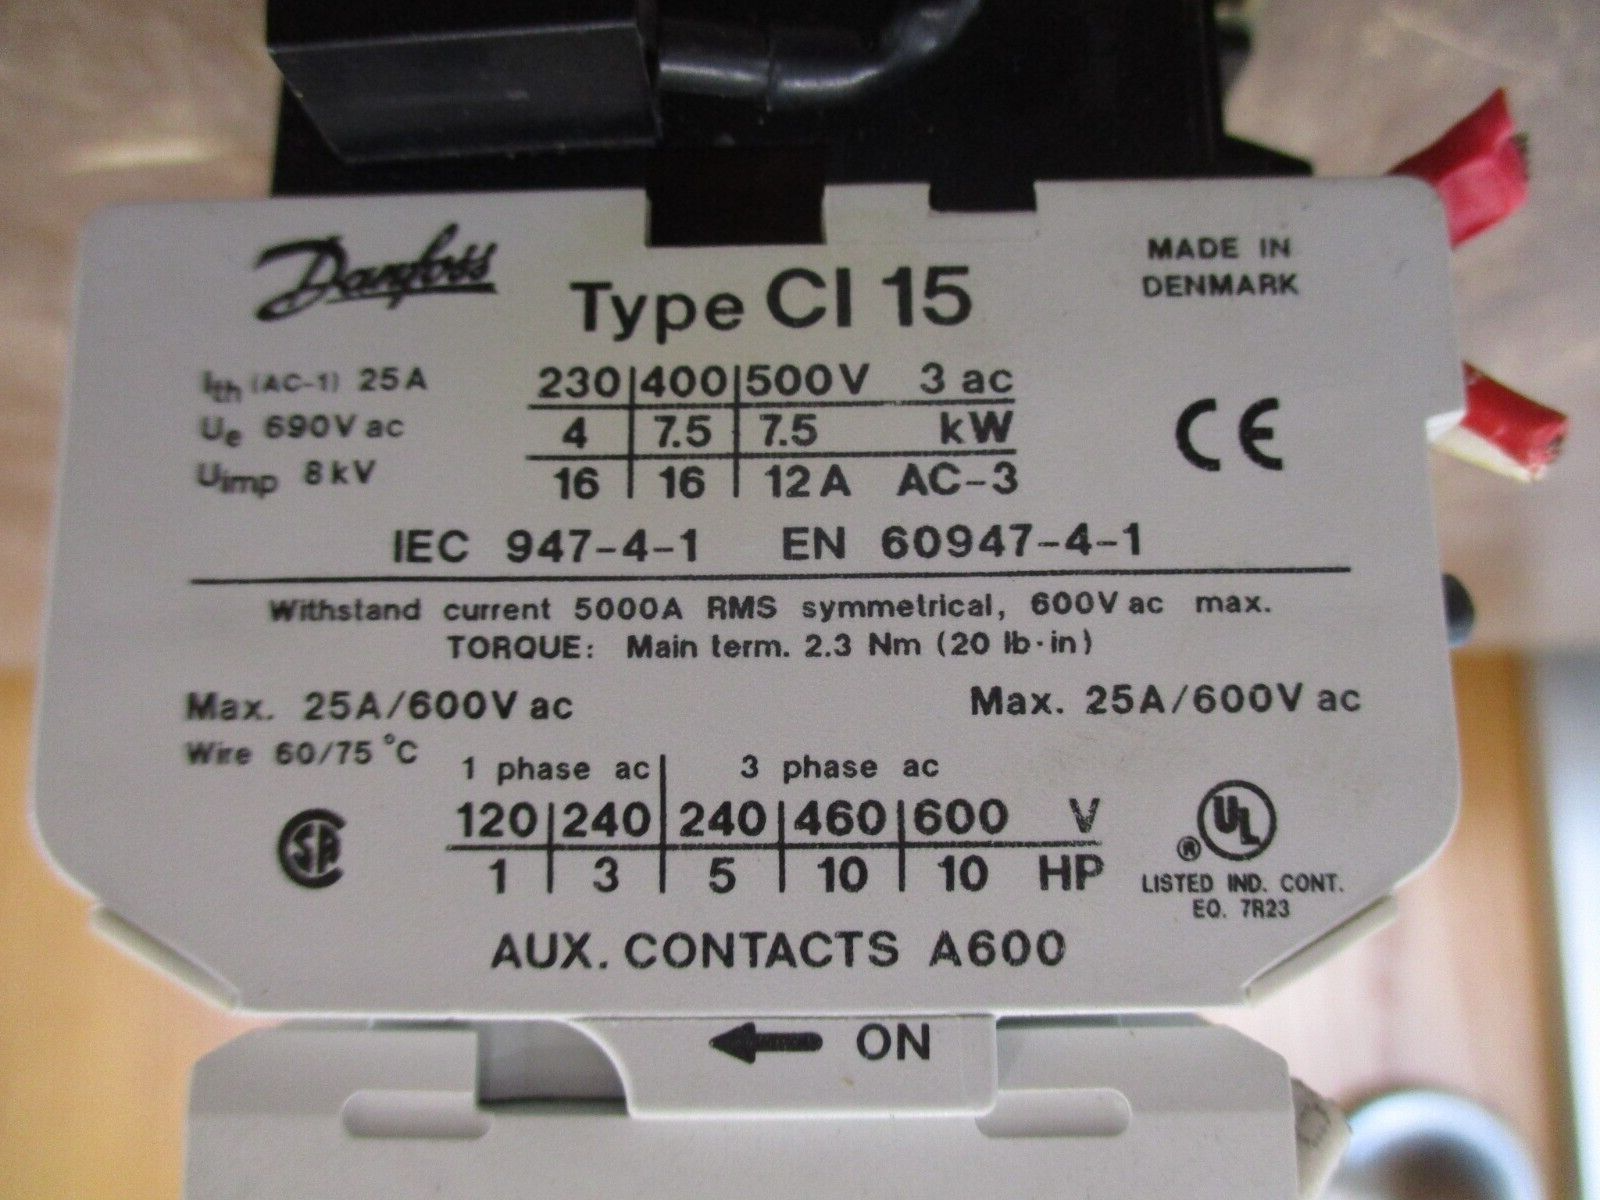 Danfoss
Type CI 15
MADE IN
DENMARK
Ith (AC-1) 25A
Ue 690V ac
Uimp 8kV
230 400 500V 3 ac
4 7.5 7.5 kW
16 16 12A AC-3
CE
IEC 947-4-1 EN 60947-4-1
Withstand current 5000A RMS symmetrical, 600V ac max.
TORQUE: Main term. 2.3 Nm (20 lb·in)
Max. 25A/600V ac
Max. 25A/600V ac
Wire 60/75 °C
1 phase ac 3 phase ac
120 240 240 460 600 V
1 3 5 10 10 HP
SA
UL ®
LISTED IND. CONT.
EQ. 7R23
AUX. CONTACTS A600
ON